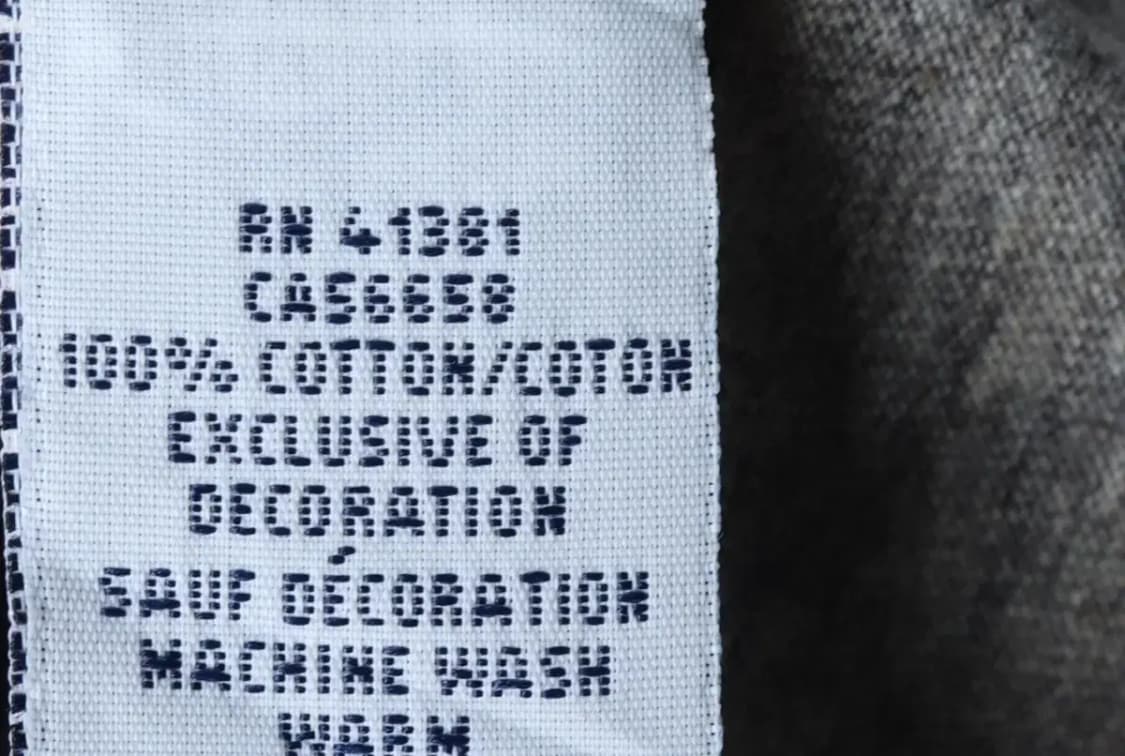 RN 41381
CA56658
100% COTTON/COTON
EXCLUSIVE OF
DECORATION
SAUF DÉCORATION
MACHINE WASH
WARM